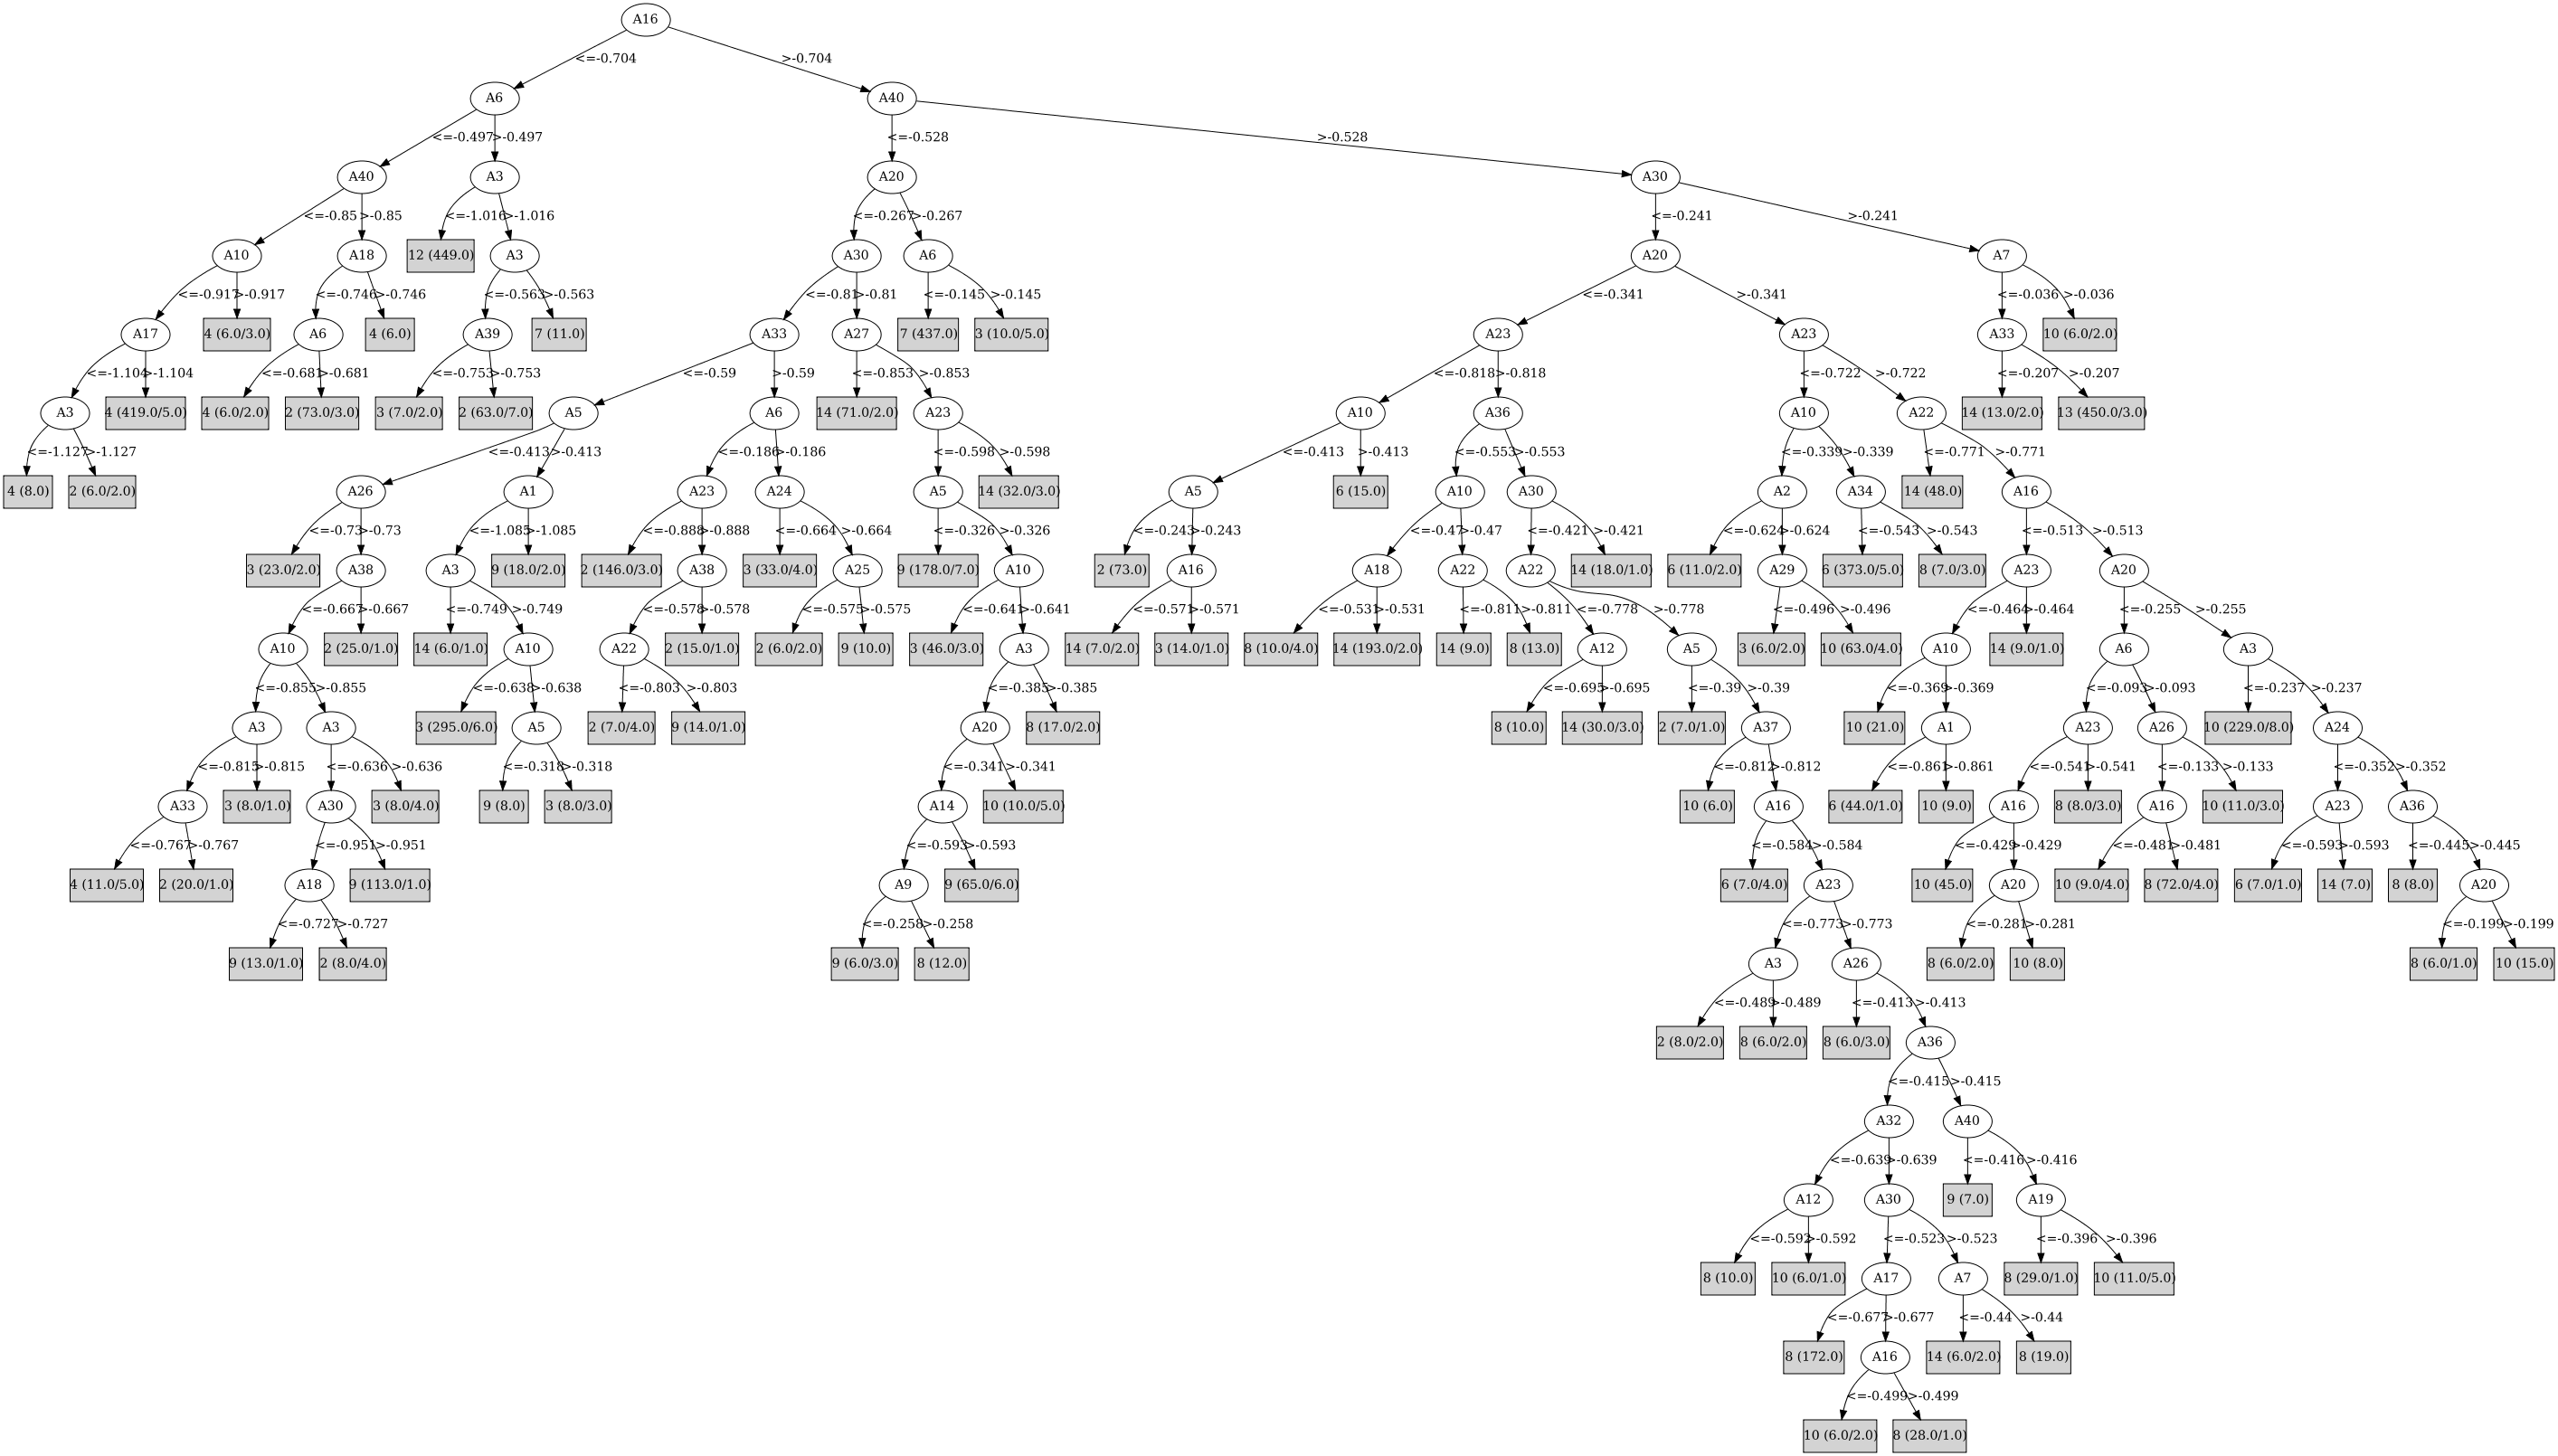 A16
<=-0.704 >-0.704
A6 A40
<=-0.497 >-0.497 <=-0.528 >-0.528
A40 A3 A20 A30
<=-0.85 >-0.85 <=-1.016 >-1.016 <=-0.267 >-0.267 <=-0.241 >-0.241
A10 A18 12 (449.0) A3 A30 A6 A20 A7
<=-0.917 >-0.917 <=-0.746 >-0.746 <=-0.563 >-0.563 <=-0.81 >-0.81 <=-0.145 >-0.145 <=-0.341 >-0.341 <=-0.036 >-0.036
A17 4 (6.0/3.0) A6 4 (6.0) A39 7 (11.0) A33 A27 7 (437.0) 3 (10.0/5.0) A23 A23 A33 10 (6.0/2.0)
<=-1.104 >-1.104 <=-0.681 >-0.681 <=-0.753 >-0.753 <=-0.59 >-0.59 <=-0.853 >-0.853 <=-0.818 >-0.818 <=-0.722 >-0.722 <=-0.207 >-0.207
A3 4 (419.0/5.0) 4 (6.0/2.0) 2 (73.0/3.0) 3 (7.0/2.0) 2 (63.0/7.0) A5 A6 14 (71.0/2.0) A23 A10 A36 A10 A22 14 (13.0/2.0) 13 (450.0/3.0)
<=-1.127 >-1.127 <=-0.413 >-0.413 <=-0.186 >-0.186 <=-0.598 >-0.598 <=-0.413 >-0.413 <=-0.553 >-0.553 <=-0.339 >-0.339 <=-0.771 >-0.771
4 (8.0) 2 (6.0/2.0) A26 A1 A23 A24 A5 14 (32.0/3.0) A5 6 (15.0) A10 A30 A2 A34 14 (48.0) A16
<=-0.73 >-0.73 <=-1.085 >-1.085 <=-0.888 >-0.888 <=-0.664 >-0.664 <=-0.326 >-0.326 <=-0.243 >-0.243 <=-0.47 >-0.47 <=-0.421 >-0.421 <=-0.624 >-0.624 <=-0.543 >-0.543 <=-0.513 >-0.513
3 (23.0/2.0) A38 A3 9 (18.0/2.0) 2 (146.0/3.0) A38 3 (33.0/4.0) A25 9 (178.0/7.0) A10 2 (73.0) A16 A18 A22 A22 14 (18.0/1.0) 6 (11.0/2.0) A29 6 (373.0/5.0) 8 (7.0/3.0) A23 A20
<=-0.667 >-0.667 <=-0.749 >-0.749 <=-0.578 >-0.578 <=-0.575 >-0.575 <=-0.641 >-0.641 <=-0.571 >-0.571 <=-0.531 >-0.531 <=-0.811 >-0.811 <=-0.778 >-0.778 <=-0.496 >-0.496 <=-0.464 >-0.464 <=-0.255 >-0.255
A10 2 (25.0/1.0) 14 (6.0/1.0) A10 A22 2 (15.0/1.0) 2 (6.0/2.0) 9 (10.0) 3 (46.0/3.0) A3 14 (7.0/2.0) 3 (14.0/1.0) 8 (10.0/4.0) 14 (193.0/2.0) 14 (9.0) 8 (13.0) A12 A5 3 (6.0/2.0) 10 (63.0/4.0) A10 14 (9.0/1.0) A6 A3
<=-0.855 >-0.855 <=-0.638 >-0.638 <=-0.803 >-0.803 <=-0.385 >-0.385 <=-0.695 >-0.695 <=-0.39 >-0.39 <=-0.369 >-0.369 <=-0.093 >-0.093 <=-0.237 >-0.237
A3 A3 3 (295.0/6.0) A5 2 (7.0/4.0) 9 (14.0/1.0) A20 8 (17.0/2.0) 8 (10.0) 14 (30.0/3.0) 2 (7.0/1.0) A37 10 (21.0) A1 A23 A26 10 (229.0/8.0) A24
<=-0.815 >-0.815 <=-0.636 >-0.636 <=-0.318 >-0.318 <=-0.341 >-0.341 <=-0.812 >-0.812 <=-0.861 >-0.861 <=-0.541 >-0.541 <=-0.133 >-0.133 <=-0.352 >-0.352
A33 3 (8.0/1.0) A30 3 (8.0/4.0) 9 (8.0) 3 (8.0/3.0) A14 10 (10.0/5.0) 10 (6.0) A16 6 (44.0/1.0) 10 (9.0) A16 8 (8.0/3.0) A16 10 (11.0/3.0) A23 A36
<=-0.767 >-0.767 <=-0.951 >-0.951 <=-0.593 >-0.593 <=-0.584 >-0.584 <=-0.429 >-0.429 <=-0.481 >-0.481 <=-0.593 >-0.593 <=-0.445 >-0.445
4 (11.0/5.0) 2 (20.0/1.0) A18 9 (113.0/1.0) A9 9 (65.0/6.0) 6 (7.0/4.0) A23 10 (45.0) A20 10 (9.0/4.0) 8 (72.0/4.0) 6 (7.0/1.0) 14 (7.0) 8 (8.0) A20
<=-0.727 >-0.727 <=-0.258 >-0.258 <=-0.773 >-0.773 <=-0.281 >-0.281 <=-0.199 >-0.199
9 (13.0/1.0) 2 (8.0/4.0) 9 (6.0/3.0) 8 (12.0) A3 A26 8 (6.0/2.0) 10 (8.0) 8 (6.0/1.0) 10 (15.0)
<=-0.489 >-0.489 <=-0.413 >-0.413
2 (8.0/2.0) 8 (6.0/2.0) 8 (6.0/3.0) A36
<=-0.415 >-0.415
A32 A40
<=-0.639 >-0.639 <=-0.416 >-0.416
A12 A30 9 (7.0) A19
<=-0.592 >-0.592 <=-0.523 >-0.523 <=-0.396 >-0.396
8 (10.0) 10 (6.0/1.0) A17 A7 8 (29.0/1.0) 10 (11.0/5.0)
<=-0.677 >-0.677 <=-0.44 >-0.44
8 (172.0) A16 14 (6.0/2.0) 8 (19.0)
<=-0.499 >-0.499
10 (6.0/2.0) 8 (28.0/1.0)